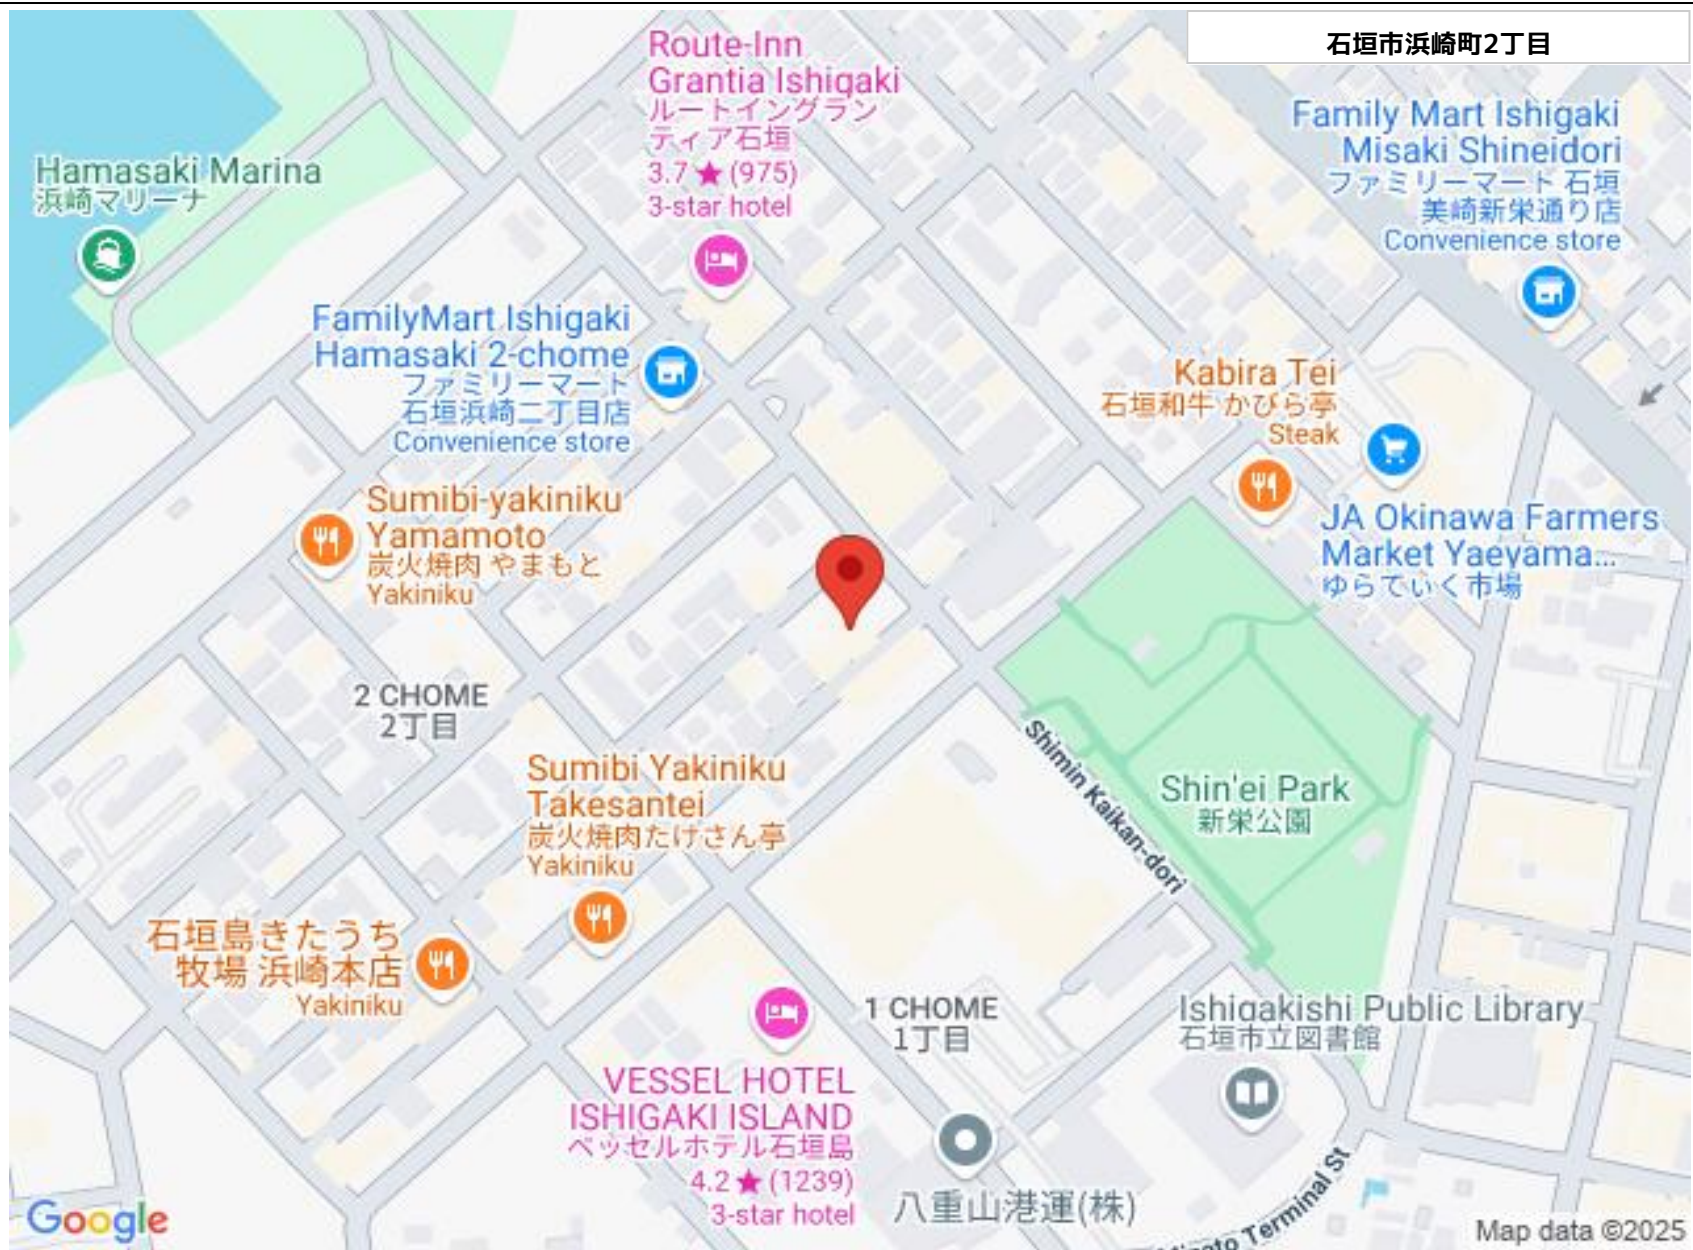 石垣市浜崎町2丁目
Route-Inn
Grantia Ishigaki
ルートイングラン
ティア石垣
3.7 ★ (975)
3-star hotel
Family Mart Ishigaki
Misaki Shineidori
ファミリーマート 石垣
美崎新栄通り店
Convenience store
Hamasaki Marina
浜崎マリーナ
FamilyMart Ishigaki
Hamasaki 2-chome
ファミリーマート
石垣浜崎二丁目店
Convenience store
Kabira Tei
石垣和牛 かびら亭
Steak
Sumibi-yakiniku
Yamamoto
炭火焼肉 やまもと
Yakiniku
JA Okinawa Farmers
Market Yaeyama...
ゆらていく市場
2 CHOME
2丁目
Shimin Kaikan-dori
Sumibi Yakiniku
Takesantei
炭火焼肉たけさん亭
Yakiniku
Shin'ei Park
新栄公園
石垣島きたうち
牧場 浜崎本店
Yakiniku
1 CHOME
1丁目
Ishigakishi Public Library
石垣市立図書館
VESSEL HOTEL
ISHIGAKI ISLAND
ベッセルホテル石垣島
4.2 ★ (1239)
3-star hotel
八重山港運(株)
Terminal St
Google
Map data ©2025